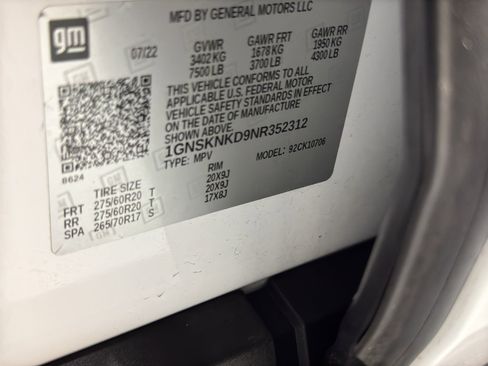 gm
MFD BY GENERAL MOTORS LLC
07/22 GVWR GAWR FRT GAWR RR
3402 KG 1678 KG 1950 KG
7500 LB 3700 LB 4300 LB
THIS VEHICLE CONFORMS TO ALL
APPLICABLE U.S. FEDERAL MOTOR
VEHICLE SAFETY STANDARDS IN
EFFECT ON THE DATE OF MANUFACTURE
SHOWN ABOVE.
1GNSKNKD9NR352312
TYPE: MPV MODEL: 92CK10706
8624
TIRE SIZE RIM
FRT 275/60R20 T 20X9J
RR 275/60R20 T 20X9J
SPA 265/70R17 S 17X8J